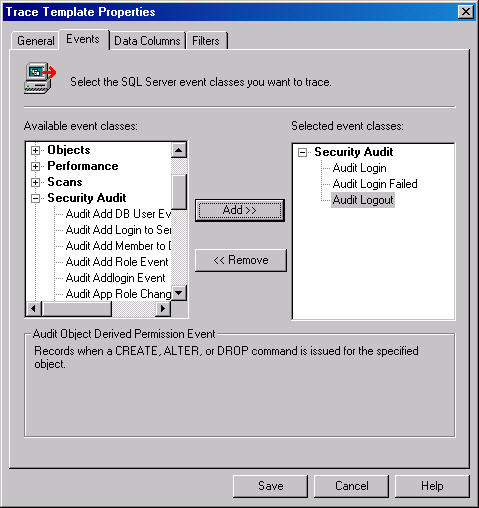 Trace Template Properties
General Events Data Columns Filters
Select the SQL Server event classes you want to trace.
Available event classes:
Objects
Performance
Scans
Security Audit
Audit Add DB User Ev
Audit Add Login to Ser
Audit Add Member to D
Audit Add Role Event
Audit Addlogin Event
Audit App Role Chang
Add >>
<< Remove
Selected event classes:
Security Audit
Audit Login
Audit Login Failed
Audit Logout
Audit Object Derived Permission Event
Records when a CREATE, ALTER, or DROP command is issued for the specified
object.
Save Cancel Help